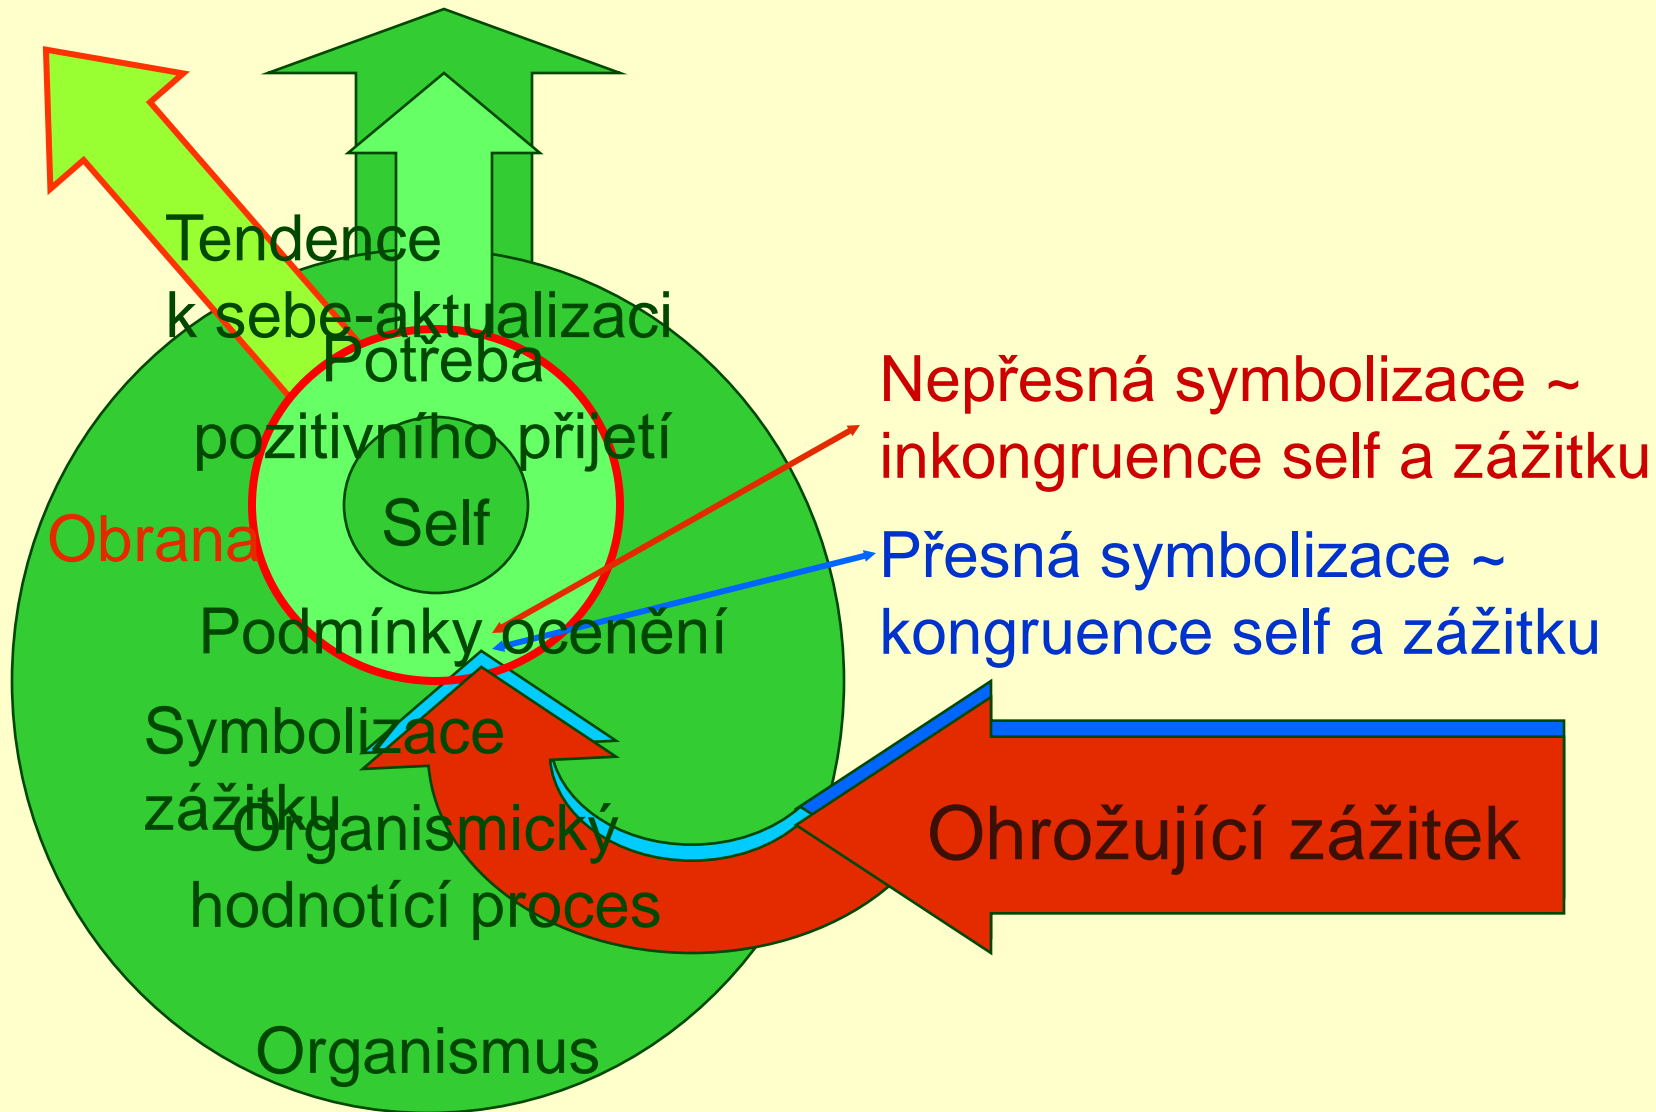 Tendence
k sebe-aktualizaci
Potřeba
pozitivního přijetí
Nepřesná symbolizace ~
inkongruence self a zážitku
Self
Obrana
Přesná symbolizace ~
kongruence self a zážitku
Podmínky ocenění
Symbolizace
zážitku
Organismický
hodnotící proces
Ohrožující zážitek
Organismus